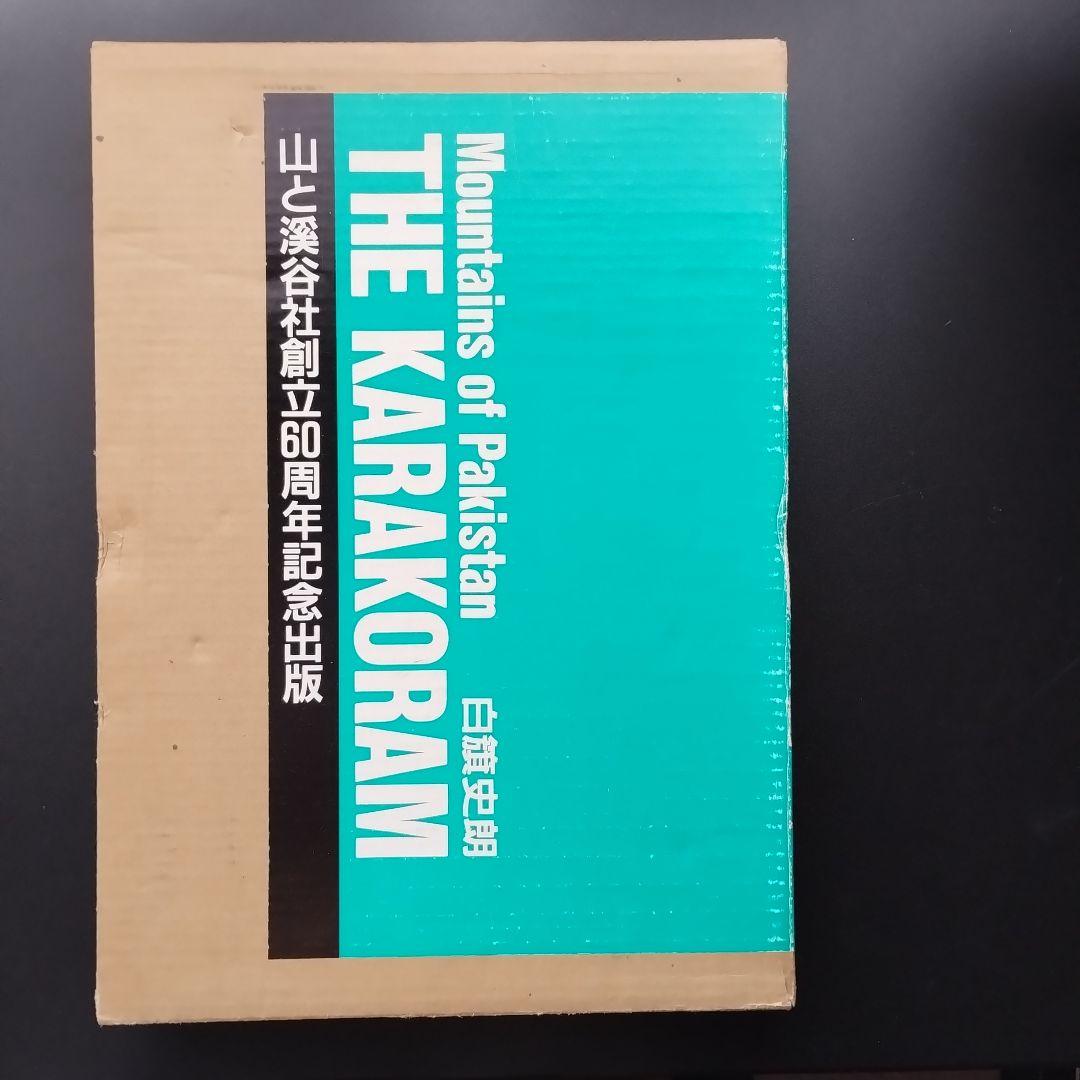 Mountains of Pakistan 白籏史朗
THE KARAKORAM
山と溪谷社創立60周年記念出版